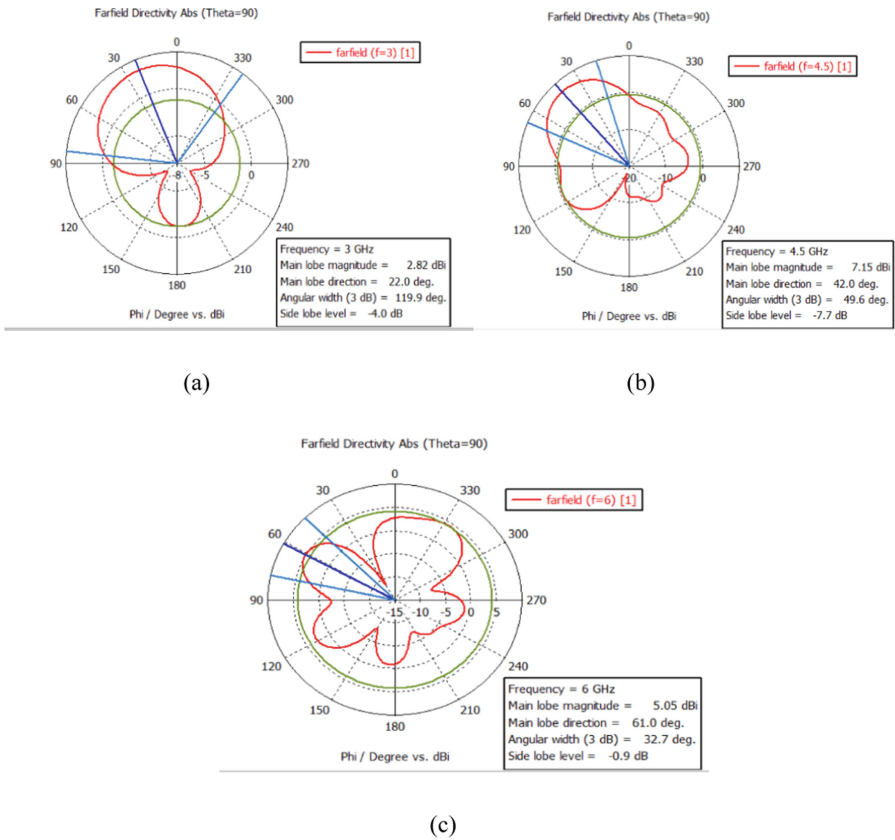 Farfield Directivity Abs (Theta=90)
0
30
330
farfield (f=3) [1]
60
300
90
-8
-5
0
270
120
240
150
210
180
Frequency = 3 GHz
Main lobe magnitude = 2.82 dBi
Main lobe direction = 22.0 deg.
Angular width (3 dB) = 119.9 deg.
Side lobe level = -4.0 dB
Phi / Degree vs. dBi
(a)
Farfield Directivity Abs (Theta=90)
0
30
330
farfield (f=4.5) [1]
60
300
90
-20
-10
0
270
120
240
150
210
180
Frequency = 4.5 GHz
Main lobe magnitude = 7.15 dBi
Main lobe direction = 42.0 deg.
Angular width (3 dB) = 49.6 deg.
Side lobe level = -7.7 dB
Phi / Degree vs. dBi
(b)
Farfield Directivity Abs (Theta=90)
0
30
330
farfield (f=6) [1]
60
300
90
-15
-10
-5
0
5
270
120
240
150
210
180
Frequency = 6 GHz
Main lobe magnitude = 5.05 dBi
Main lobe direction = 61.0 deg.
Angular width (3 dB) = 32.7 deg.
Side lobe level = -0.9 dB
Phi / Degree vs. dBi
(c)